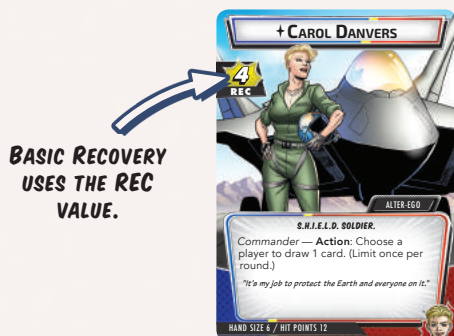 CAROL DANVERS
4
REC
BASIC RECOVERY
USES THE REC
VALUE.
ALTER-EGO
S.H.I.E.L.D. SOLDIER.
Commander — Action: Choose a
player to draw 1 card. (Limit once per
round.)
"It's my job to protect the Earth and everyone on it."
HAND SIZE 6 / HIT POINTS 12